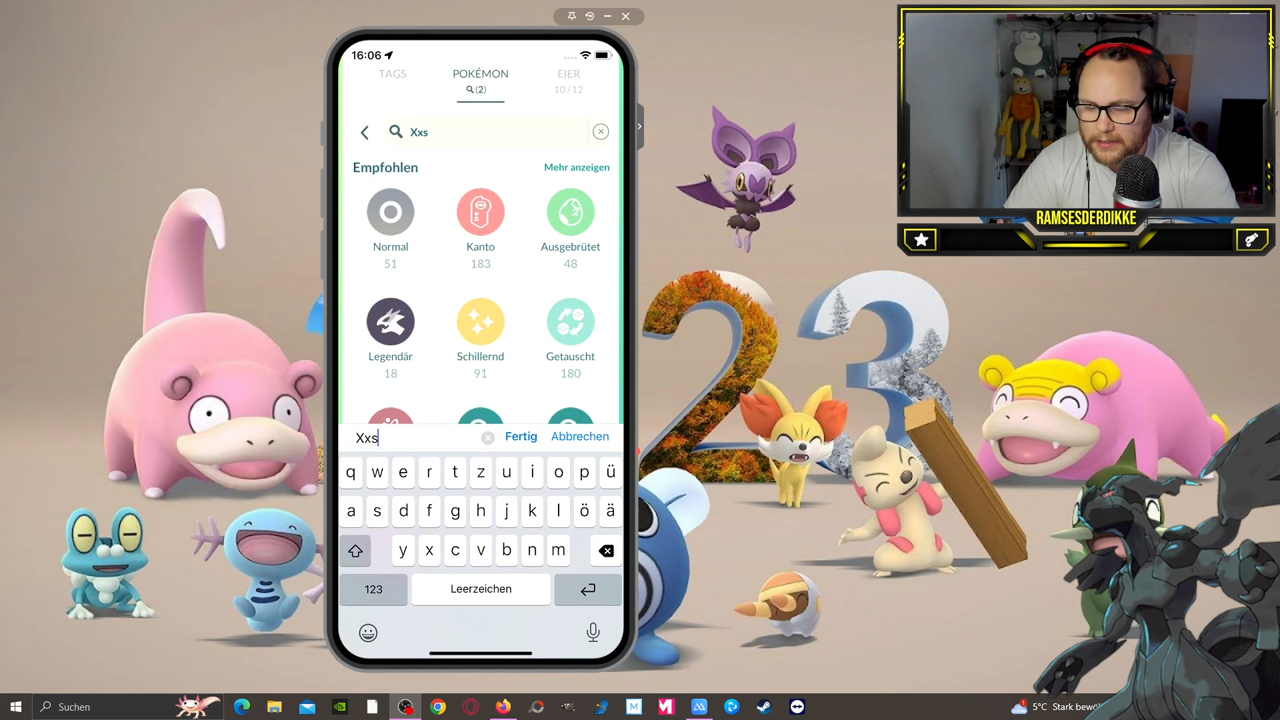 16:06
TAGS
POKÉMON
EIER
(2)
10/12
Xxs
Empfohlen
Mehr anzeigen
Normal
Kanto
Ausgebrütet
51
183
48
Legendär
Schillernd
Getauscht
18
91
180
Xxs
Fertig
Abbrechen
q w e r t z u i o p ü
a s d f g h j k l ö ä
y x c v b n m
123
Leerzeichen
23
RAMSESDERDIKKE
Suchen
5°C Stark bewöl